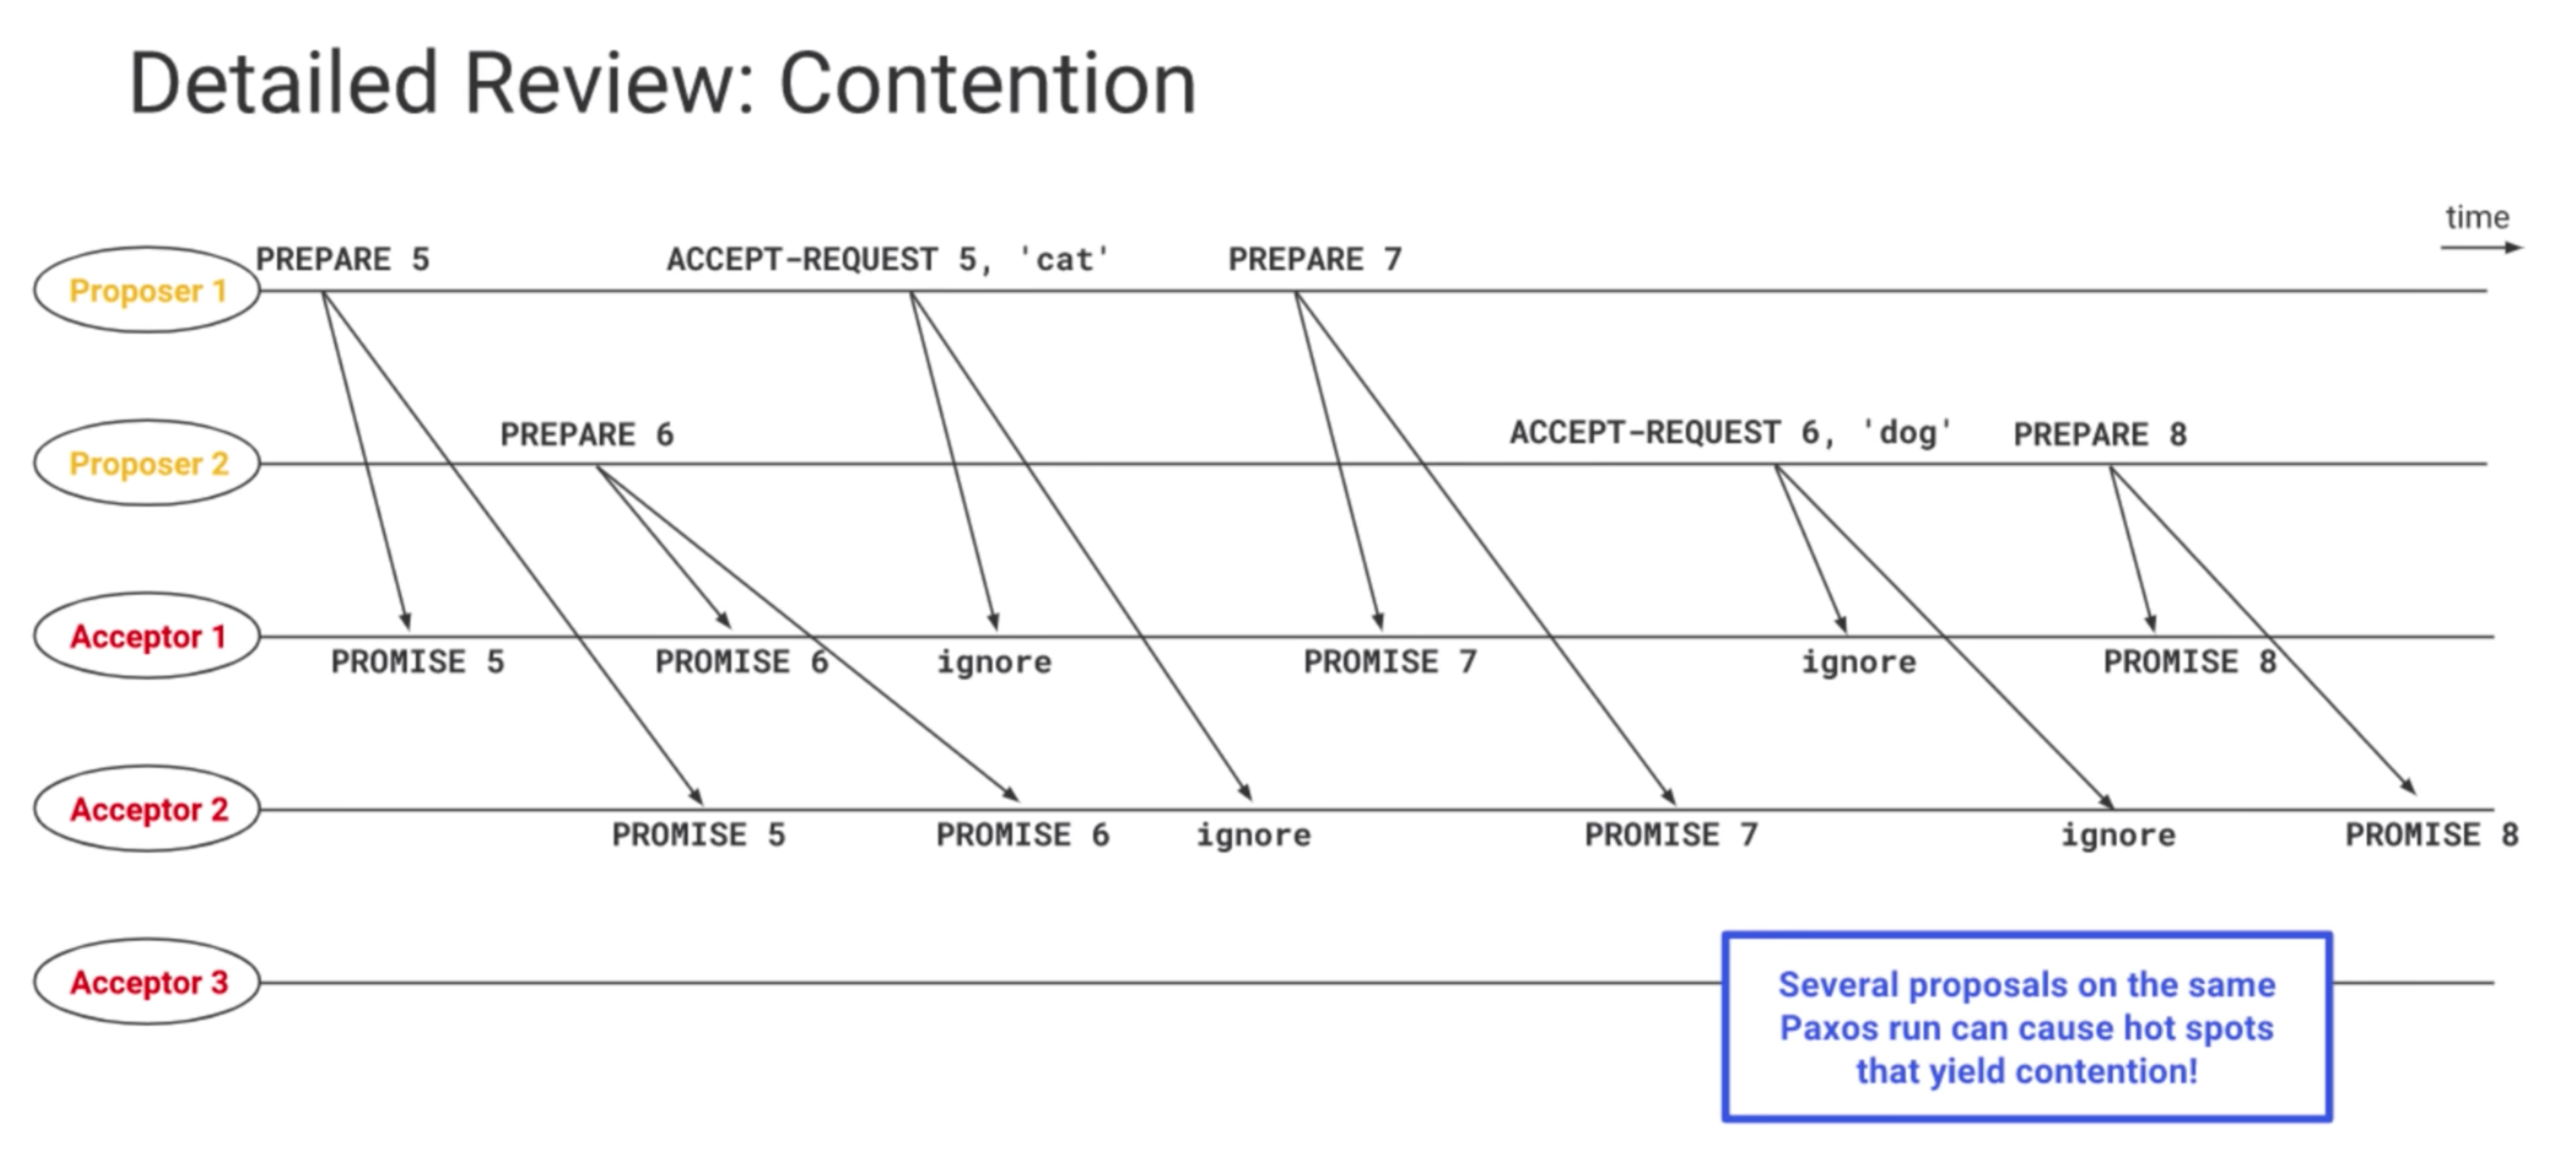 Detailed Review: Contention
time
PREPARE 5
ACCEPT-REQUEST 5, 'cat'
PREPARE 7
Proposer 1
PREPARE 6
ACCEPT-REQUEST 6, 'dog'
PREPARE 8
Proposer 2
Acceptor 1
PROMISE 5
PROMISE 6
ignore
PROMISE 7
ignore
PROMISE 8
Acceptor 2
PROMISE 5
PROMISE 6
ignore
PROMISE 7
ignore
PROMISE 8
Acceptor 3
Several proposals on the same
Paxos run can cause hot spots
that yield contention!